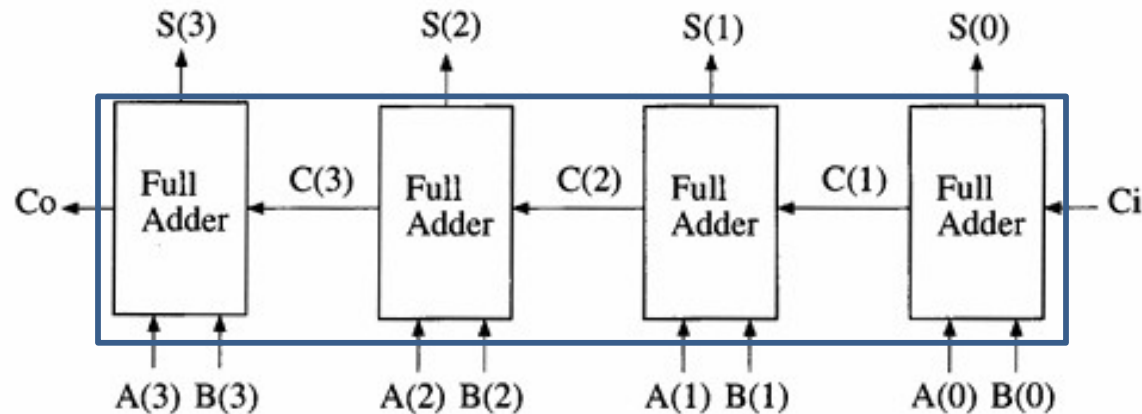 S(3) S(2) S(1) S(0)
Co Full Adder C(3) Full Adder C(2) Full Adder C(1) Full Adder Ci
A(3) B(3) A(2) B(2) A(1) B(1) A(0) B(0)